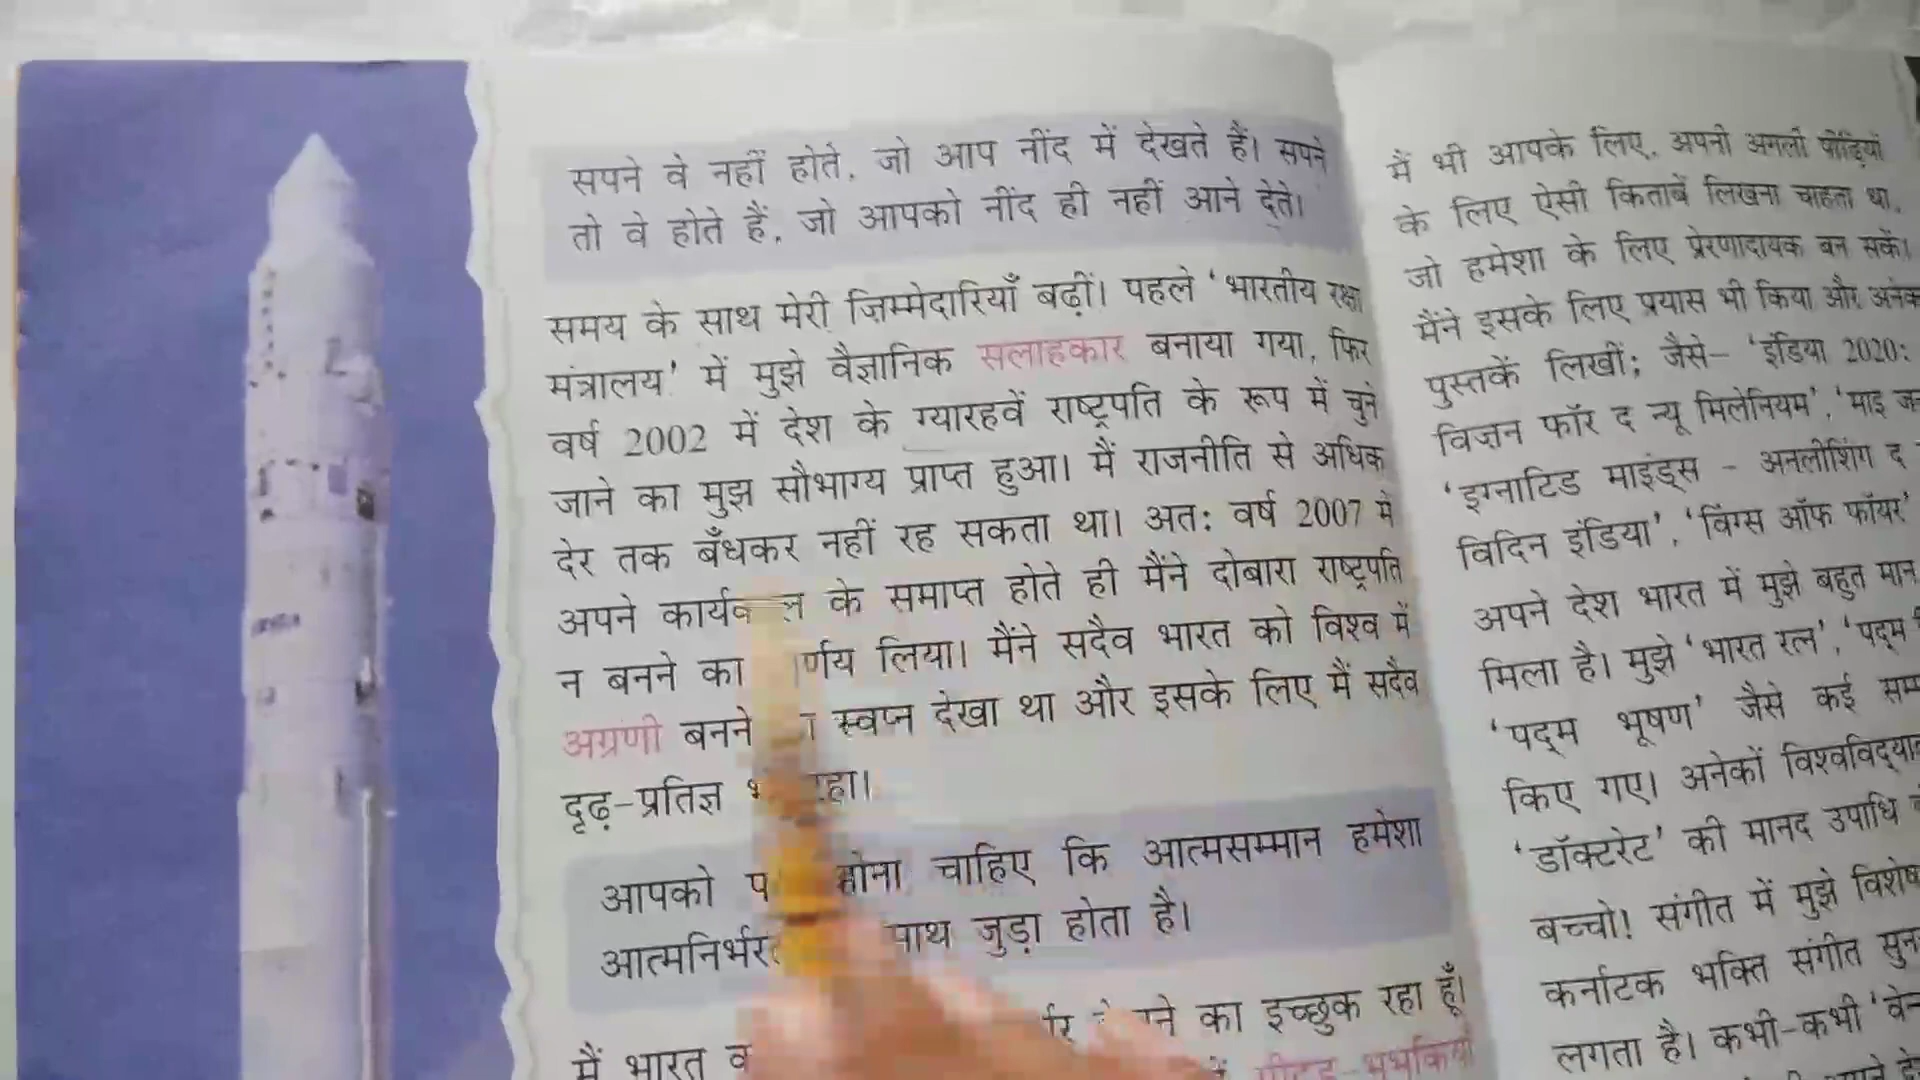 सपने वे नहीं होते, जो आप नींद में देखते हैं। सपने
तो वे होते हैं, जो आपको नींद ही नहीं आने देते।
समय के साथ मेरी ज़िम्मेदारियाँ बढ़ीं। पहले ‘भारतीय रक्षा
मंत्रालय’ में मुझे वैज्ञानिक सलाहकार बनाया गया, फिर
वर्ष 2002 में देश के ग्यारहवें राष्ट्रपति के रूप में चुने
जाने का मुझ सौभाग्य प्राप्त हुआ। मैं राजनीति से अधिक
देर तक बँधकर नहीं रह सकता था। अतः वर्ष 2007 में
अपने के समाप्त होते ही मैंने दोबारा राष्ट्रपति
न बनने का लिया। मैंने सदैव भारत को विश्व में
अग्रणी बनने स्वप्न देखा था और इसके लिए मैं सदैव
दृढ़-प्रतिज्ञ रहा।
आपको होना चाहिए कि आत्मसम्मान हमेशा
साथ जुड़ा होता है।
का इच्छुक रहा हूँ।
मैं भारत
मैं भी आपके लिए, अपनी अगली पीढ़ियों
के लिए ऐसी किताबें लिखना चाहता था,
जो हमेशा के लिए प्रेरणादायक बन सकें।
मैंने इसके लिए प्रयास भी किया और अनेक
पुस्तकें लिखीं; जैसे– ‘इंडिया 2020:
विज़न फॉर द न्यू मिलेनियम’, ‘माइ
‘इग्नाटिड माइंड्स - अनलीशिंग द
विदिन इंडिया’, ‘विंग्स ऑफ फॉयर’
अपने देश भारत में मुझे बहुत मान
मिला है। मुझे ‘भारत रत्न’, ‘पद्म
‘पद्म भूषण’ जैसे कई
किए गए। अनेकों
‘डॉक्टरेट’ की मानद उपाधि
बच्चो! संगीत में मुझे
कर्नाटक भक्ति संगीत
लगता है। कभी-कभी